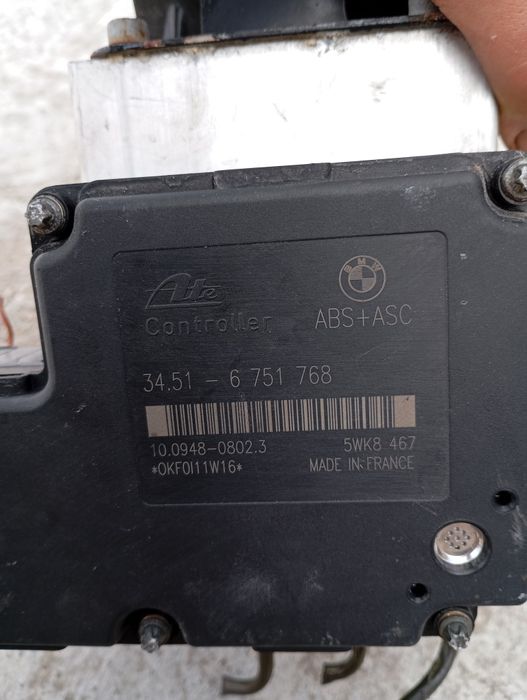 Ate
BMW
Controller
ABS+ASC
34.51 - 6 751 768
10.0948-0802.3
5WK8 467
*0KF0I11W16*
MADE IN FRANCE